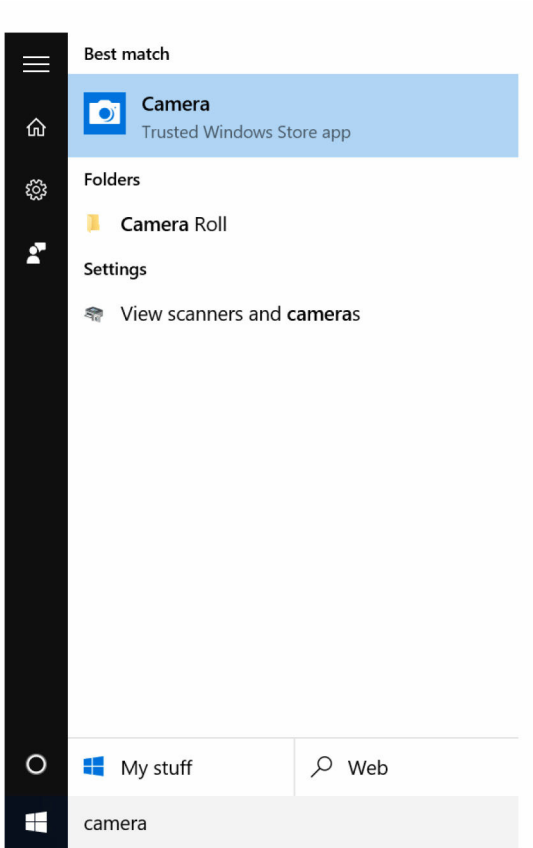 Best match
Camera
Trusted Windows Store app
Folders
Camera Roll
Settings
View scanners and cameras
My stuff
Web
camera